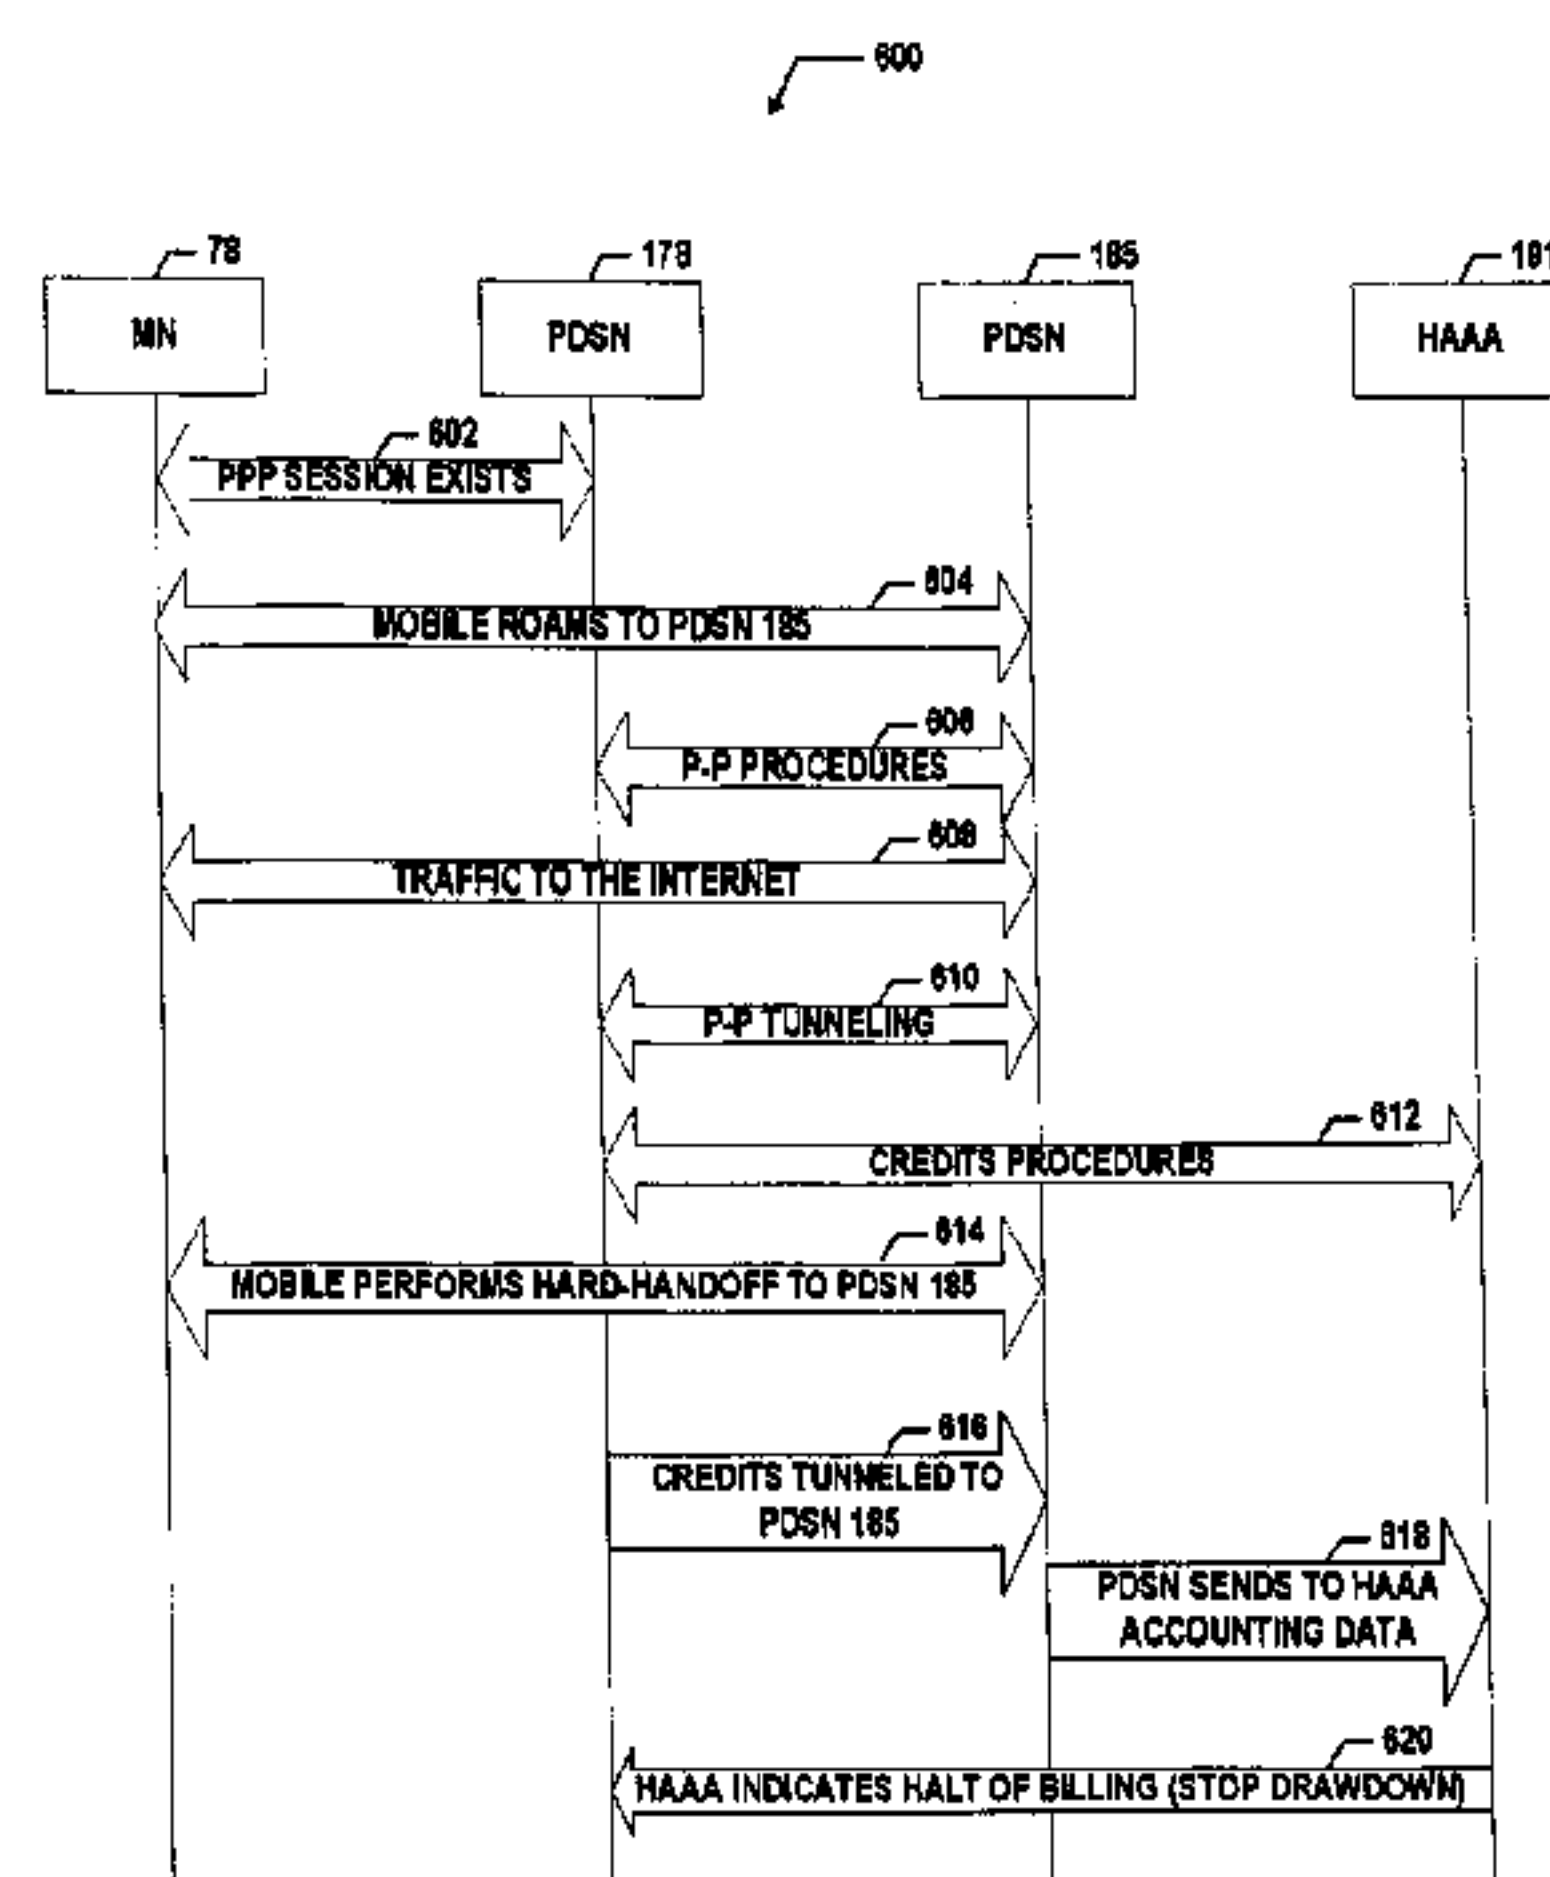 600
78
178
185
191
MN
PDSN
PDSN
HAAA
602
PPP SESSION EXISTS
604
MOBILE ROAMS TO PDSN 185
606
P-P PROCEDURES
608
TRAFFIC TO THE INTERNET
610
P-P TUNNELING
612
CREDITS PROCEDURES
614
MOBILE PERFORMS HARD-HANDOFF TO PDSN 185
616
CREDITS TUNNELED TO
PDSN 185
618
PDSN SENDS TO HAAA
ACCOUNTING DATA
620
HAAA INDICATES HALT OF BILLING (STOP DRAWDOWN)